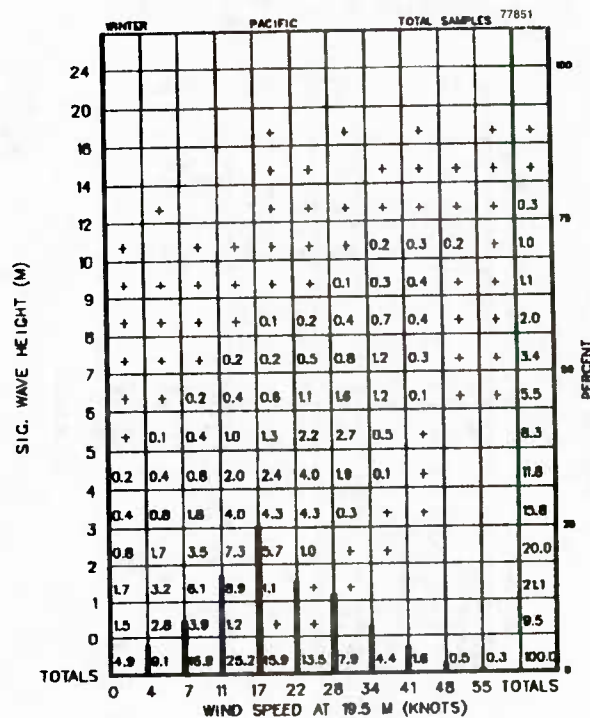 WINTER PACIFIC TOTAL SAMPLES 77851
100
24
20
+ + + + +
16
+ + + + + + +
14
+ + + + + + + + 0.3
12 75
+ + + + + + 0.2 0.3 0.2 + 1.0
10
+ + + + + + 0.1 0.3 0.4 + + 1.1
9
+ + + + 0.1 0.2 0.4 0.7 0.4 + + 2.0
8
+ + + 0.2 0.2 0.5 0.8 1.2 0.3 + + 3.4
7
+ + 0.2 0.4 0.6 1.1 1.6 1.2 0.1 + + 5.5
6
+ 0.1 0.4 1.0 1.3 2.2 2.7 0.5 + 8.3
5
0.2 0.4 0.8 2.0 2.4 4.0 1.9 0.1 + 11.8
4
0.4 0.8 1.8 4.0 4.3 4.3 0.3 + + 15.8
3
0.8 1.7 3.5 7.3 5.7 1.0 + + 20.0
2
1.7 3.2 6.1 8.9 1.1 + + 21.1
1
1.5 2.8 3.9 1.2 + + 9.5
0
4.9 9.1 25.2 15.9 13.5 7.9 4.4 1.6 0.5 0.3 100.0
TOTALS 0
0 4 7 11 17 22 28 34 41 48 55 TOTALS
WIND SPEED AT 19.5 M (KNOTS)
SIG. WAVE HEIGHT (M)
PERCENT